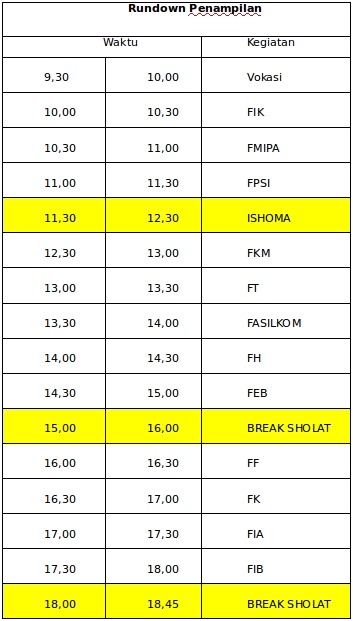 Rundown Penampilan
Waktu Kegiatan
9,30 10,00 Vokasi
10,00 10,30 FIK
10,30 11,00 FMIPA
11,00 11,30 FPSI
11,30 12,30 ISHOMA
12,30 13,00 FKM
13,00 13,30 FT
13,30 14,00 FASILKOM
14,00 14,30 FH
14,30 15,00 FEB
15,00 16,00 BREAK SHOLAT
16,00 16,30 FF
16,30 17,00 FK
17,00 17,30 FIA
17,30 18,00 FIB
18,00 18,45 BREAK SHOLAT